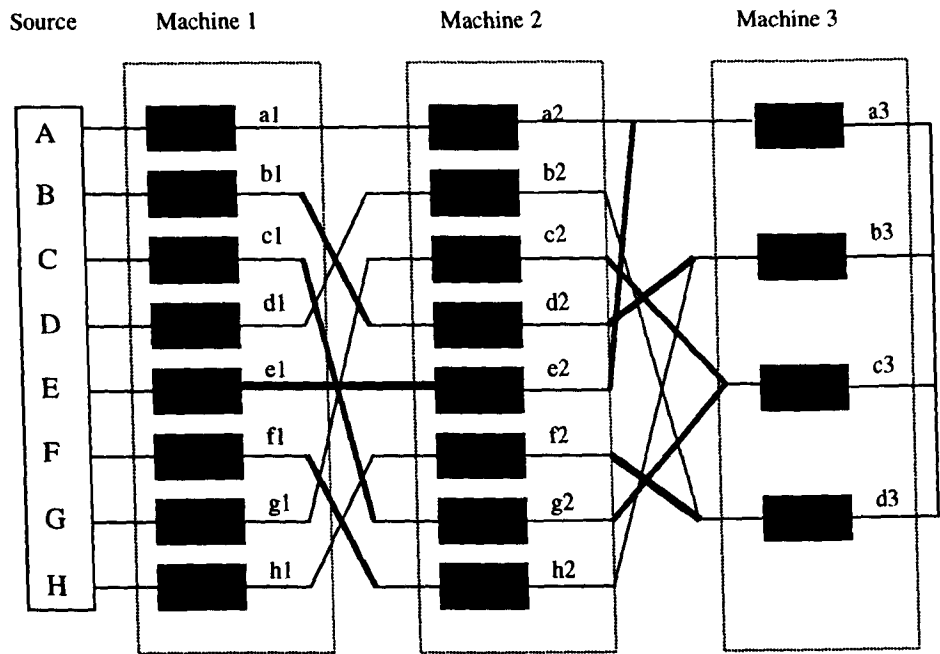 Source Machine 1 Machine 2 Machine 3
A a1 a2 a3
B b1 b2
C c1 c2 b3
D d1 d2
E e1 e2 c3
F f1 f2
G g1 g2 d3
H h1 h2